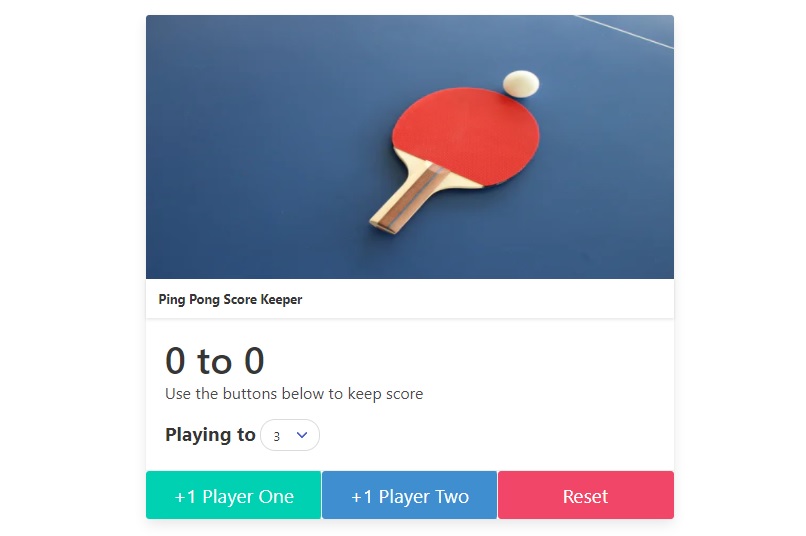 Ping Pong Score Keeper
0 to 0
Use the buttons below to keep score
Playing to 3
+1 Player One +1 Player Two Reset